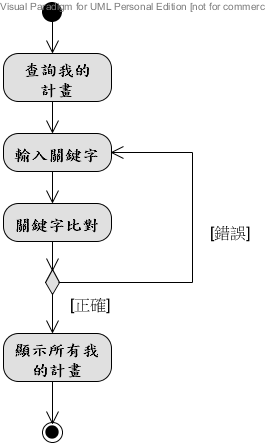 Visual Paradigm for UML Personal Edition [not for commerc
查詢我的
計畫
輸入關鍵字
關鍵字比對
[錯誤]
[正確]
顯示所有我
的計畫